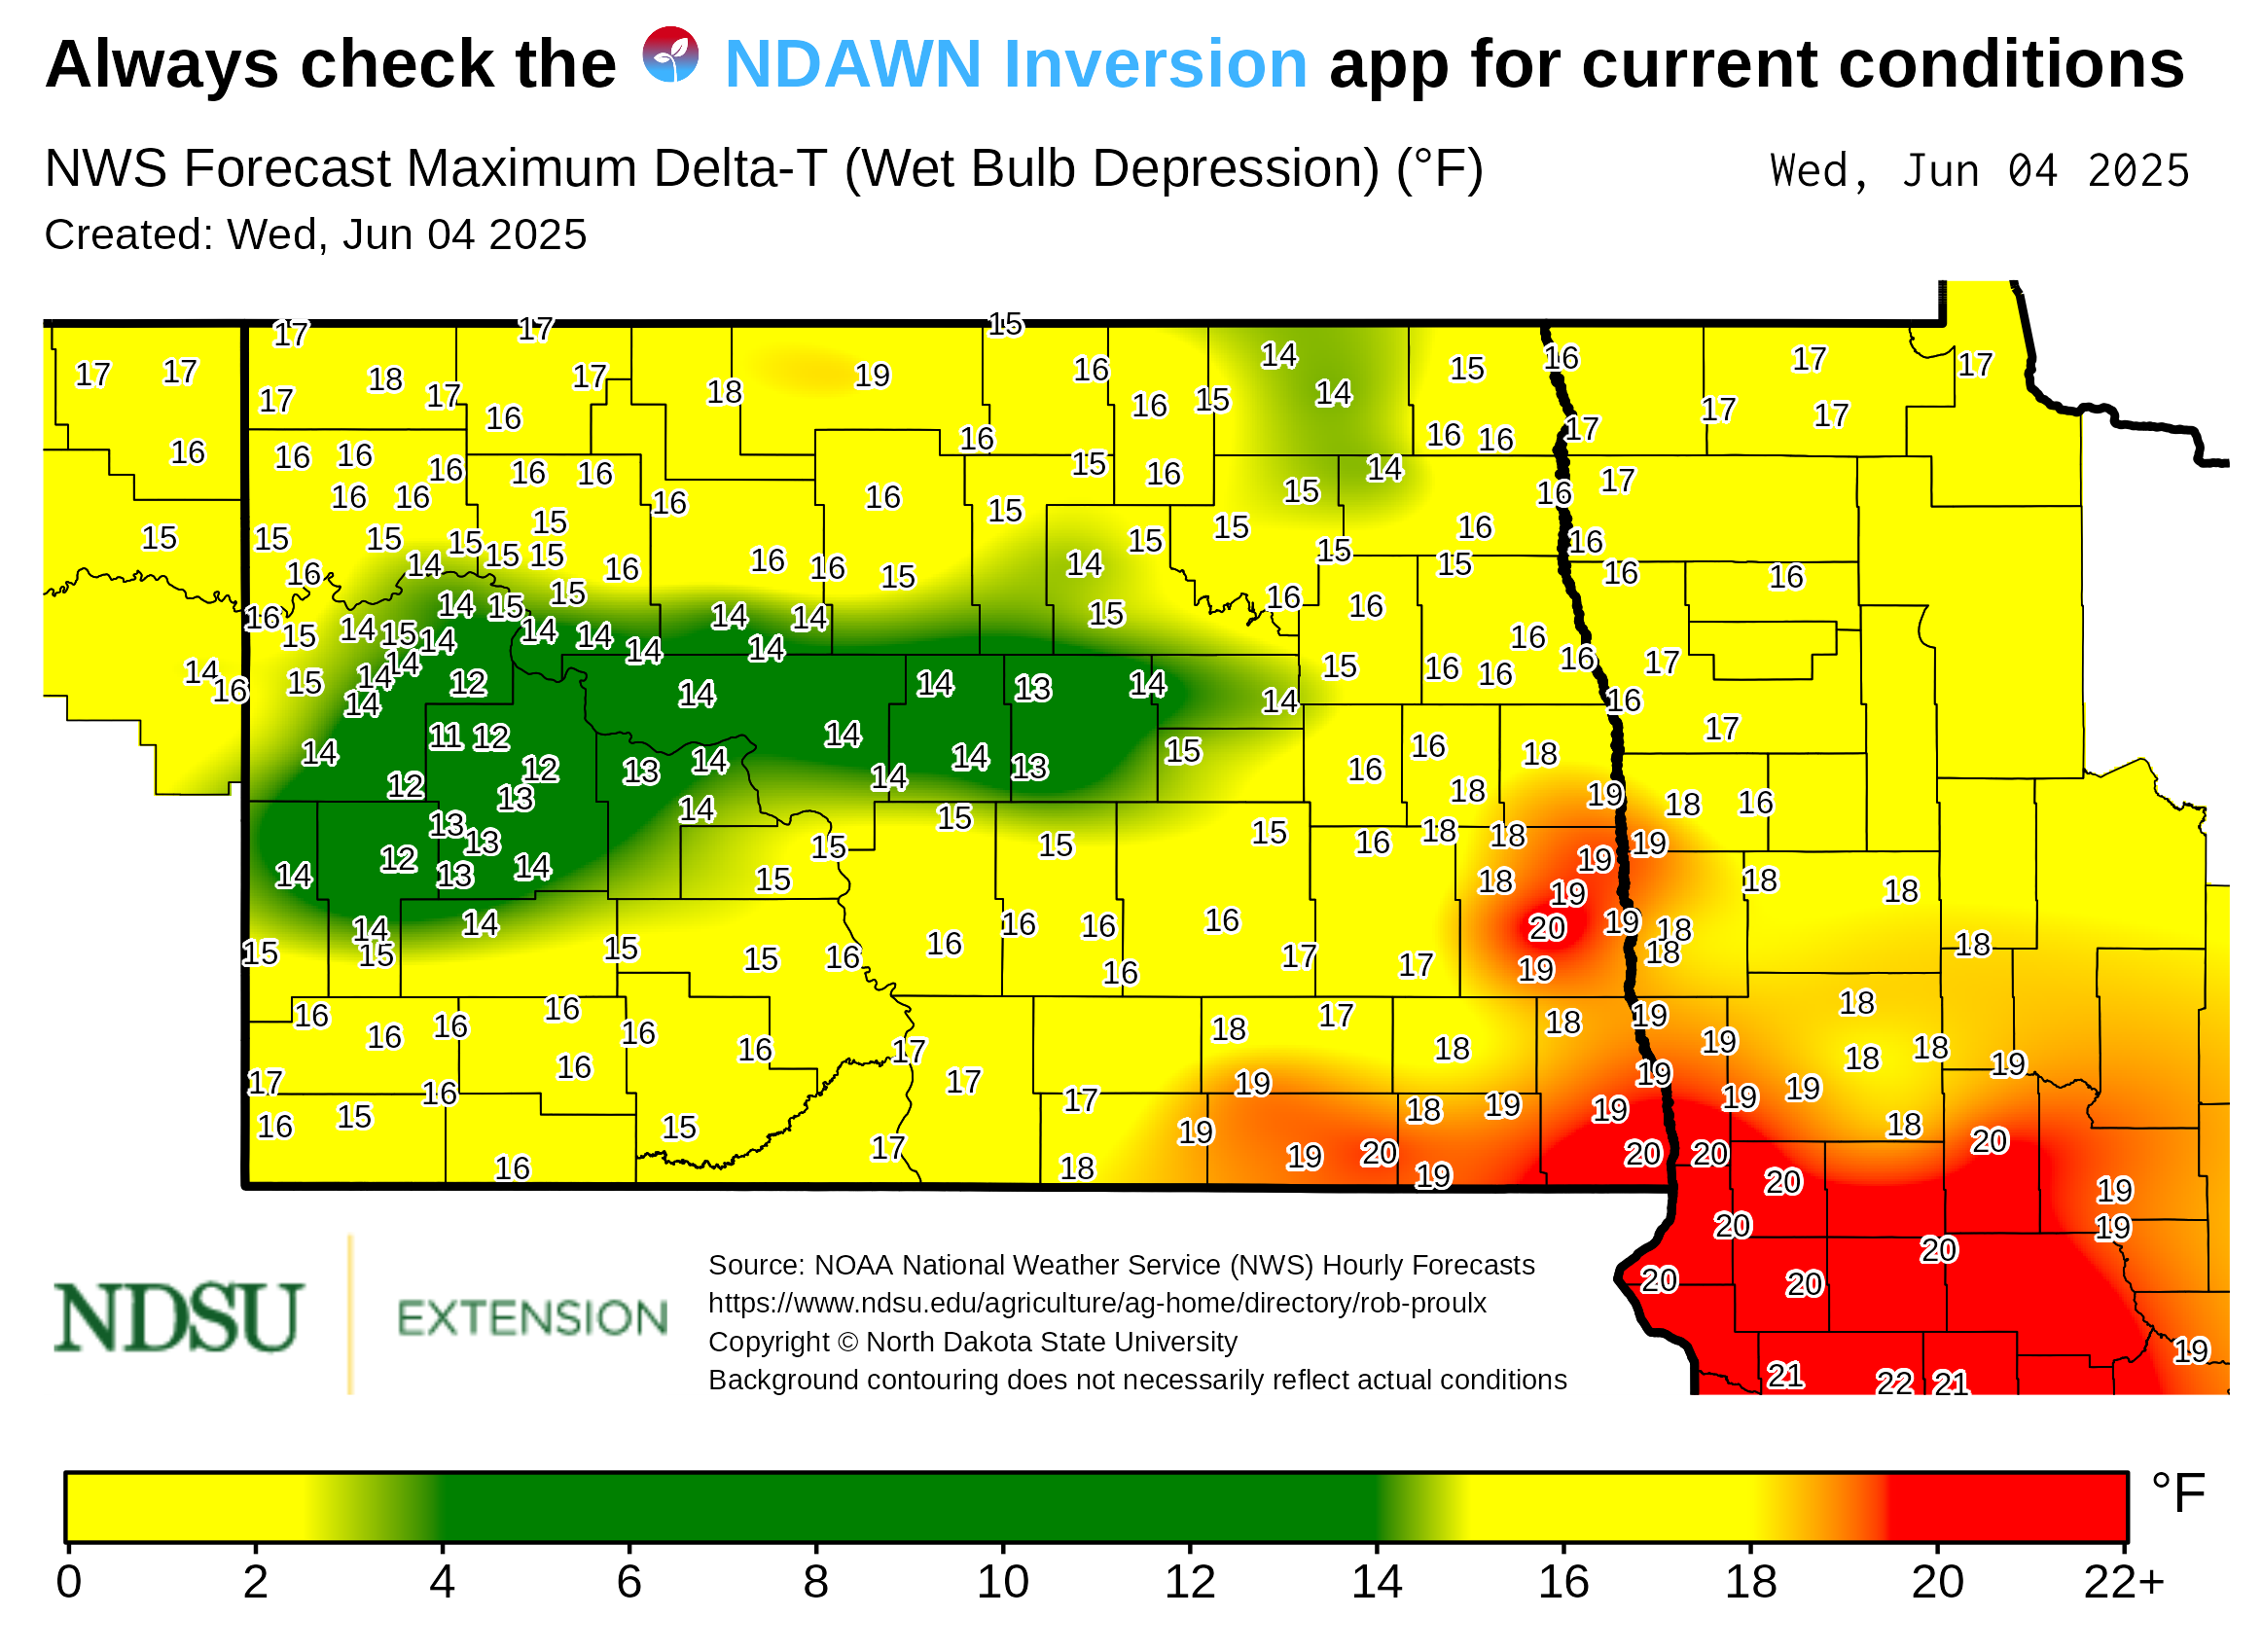 Always check the NDAWN Inversion app for current conditions
NWS Forecast Maximum Delta-T (Wet Bulb Depression) (°F) Wed, Jun 04 2025
Created: Wed, Jun 04 2025
17 17 15
17 17 18 17 17 18 19 16 14 15 16 17 17
17 17 16 16 15 14 17 17
16 16 16 16 16 16 16 16 15 16 14 16 16 17
16 16 16 16 15 15 16 17
15 15 15 15 15 15 15 16 16 16 15 15 14 15 15 16 15 16
16 14 15 16 16 16
16 15 14 15 14 15 14 14 14 14 14 14 15 16 16 16 16
14 16 15 14 14 14 12 14 14 13 14 14 15 16 16 17 16
14 11 12 12 13 14 14 14 14 13 15 16 16 18 17
12 13 14 15 18 19 18 16
14 12 13 13 13 14 15 15 15 15 16 18 18 19 19 18 18 18
15 14 15 14 15 15 16 16 16 16 16 16 17 17 19 20 19 19 18 18 18
16 16 16 16 16 16 16 17 18 17 18 18 19 19 18 18 18 19
17 16 15 16 15 17 17 17 18 19 19 19 20 18 19 19 19 19 19 19 18
16 20 20 20 20 19 19
20 20 20 20
21 22 21 19
NDSU EXTENSION
Source: NOAA National Weather Service (NWS) Hourly Forecasts
https://www.ndsu.edu/agriculture/ag-home/directory/rob-proulx
Copyright © North Dakota State University
Background contouring does not necessarily reflect actual conditions
°F
0 2 4 6 8 10 12 14 16 18 20 22+